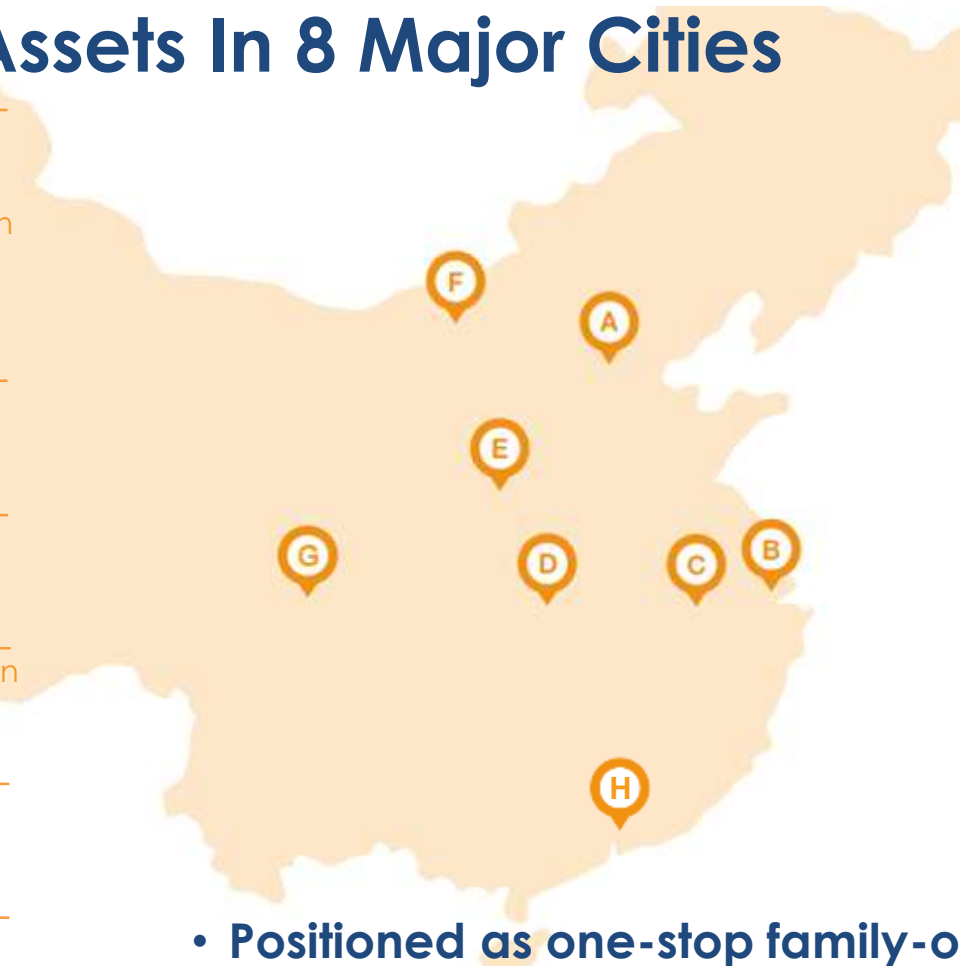 Assets In 8 Major Cities
n
F
A
E
G
D
C
B
n
H
• Positioned as one-stop family-o